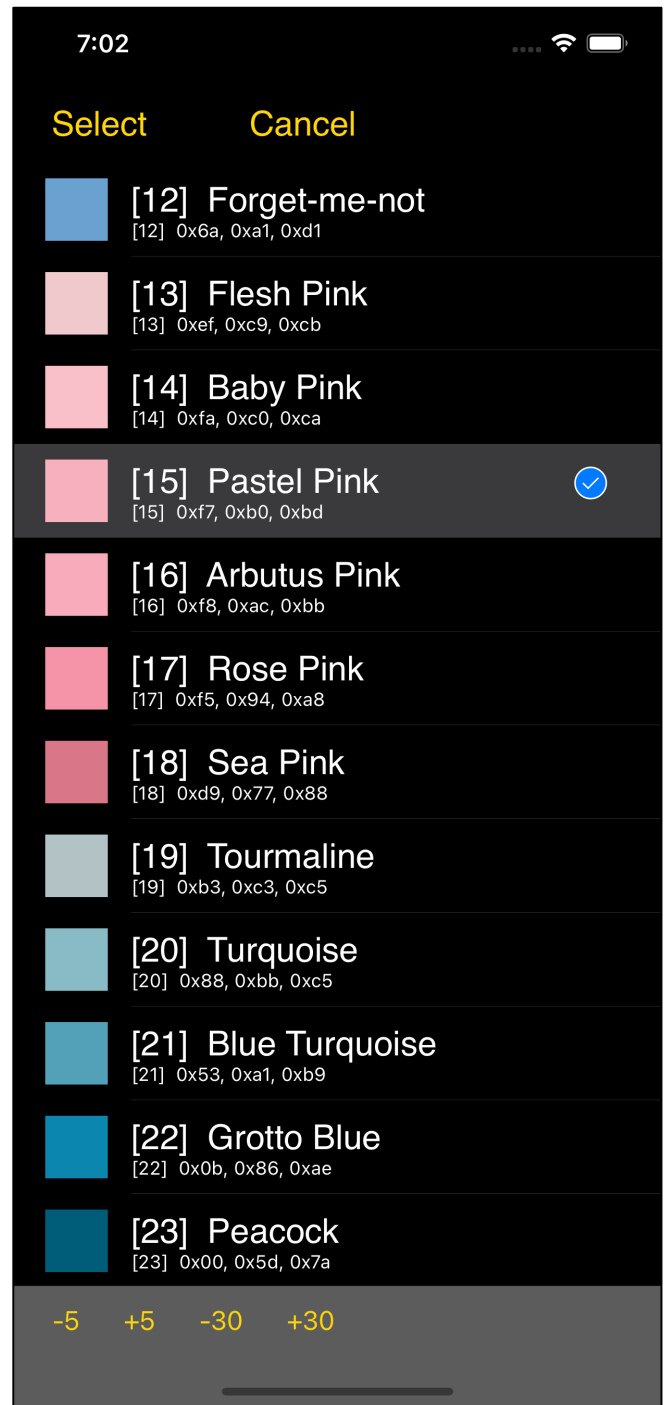 7:02
Select Cancel
[12] Forget-me-not
[12] 0x6a, 0xa1, 0xd1
[13] Flesh Pink
[13] 0xef, 0xc9, 0xcb
[14] Baby Pink
[14] 0xfa, 0xc0, 0xca
[15] Pastel Pink
[15] 0xf7, 0xb0, 0xbd
[16] Arbutus Pink
[16] 0xf8, 0xac, 0xbb
[17] Rose Pink
[17] 0xf5, 0x94, 0xa8
[18] Sea Pink
[18] 0xd9, 0x77, 0x88
[19] Tourmaline
[19] 0xb3, 0xc3, 0xc5
[20] Turquoise
[20] 0x88, 0xbb, 0xc5
[21] Blue Turquoise
[21] 0x53, 0xa1, 0xb9
[22] Grotto Blue
[22] 0x0b, 0x86, 0xae
[23] Peacock
[23] 0x00, 0x5d, 0x7a
-5 +5 -30 +30